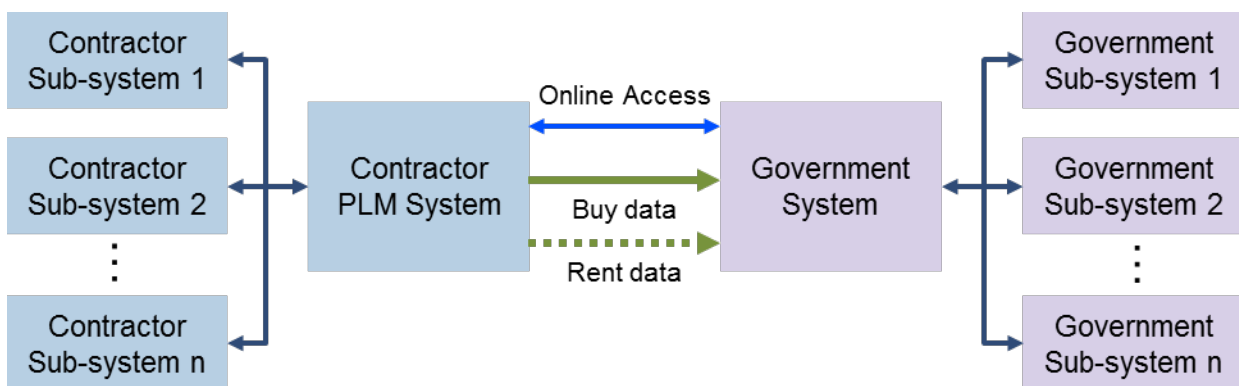 Contractor
Sub-system 1
Contractor
Sub-system 2
Contractor
Sub-system n
Contractor
PLM System
Online Access
Buy data
Rent data
Government
System
Government
Sub-system 1
Government
Sub-system 2
Government
Sub-system n